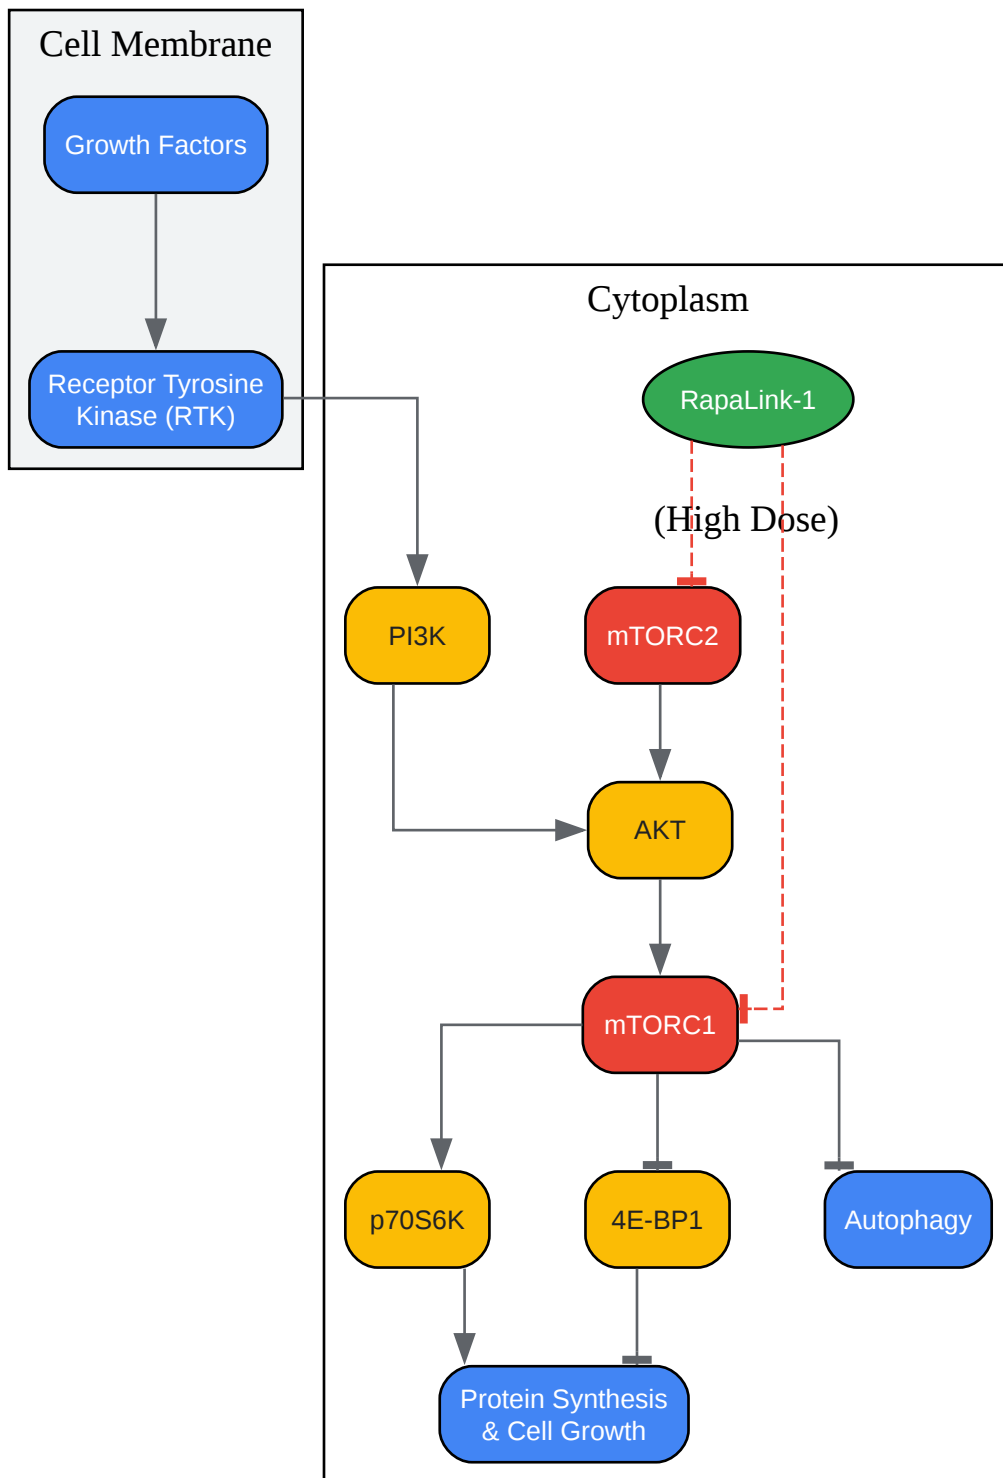 Cell Membrane
Growth Factors
Receptor Tyrosine
Kinase (RTK)
Cytoplasm
RapaLink-1
(High Dose)
PI3K
mTORC2
AKT
mTORC1
p70S6K
4E-BP1
Autophagy
Protein Synthesis
& Cell Growth